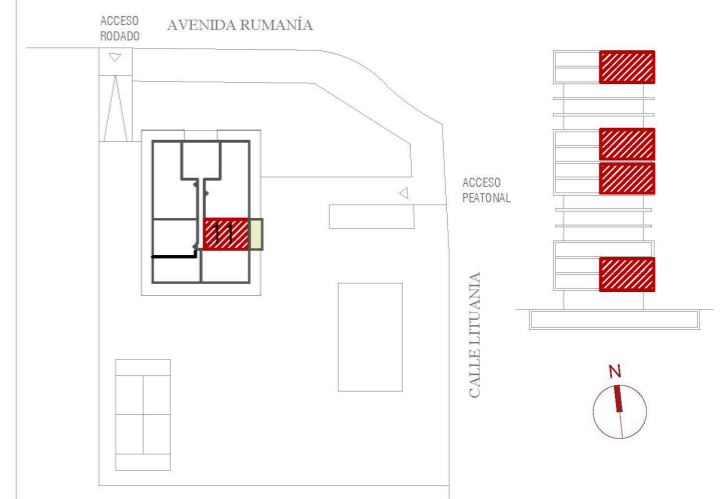 ACCESO
RODADO
AVENIDA RUMANÍA
ACCESO
PEATONAL
11
CALLE LITUANIA
N